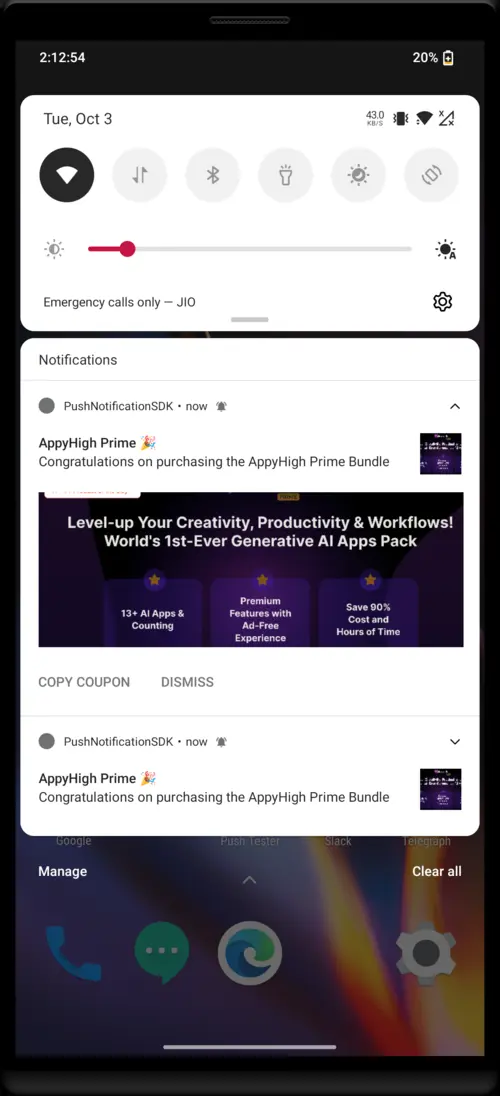 2:12:54
20%
Tue, Oct 3
43.0
KB/S
A
Emergency calls only — JIO
Notifications
PushNotificationSDK • now
AppyHigh Prime 🎉
Congratulations on purchasing the AppyHigh Prime Bundle
Level-up Your Creativity, Productivity & Workflows!
World's 1st-Ever Generative AI Apps Pack
13+ AI Apps &
Counting
Premium
Features with
Ad-Free
Experience
Save 90%
Cost and
Hours of Time
COPY COUPON DISMISS
PushNotificationSDK • now
AppyHigh Prime 🎉
Congratulations on purchasing the AppyHigh Prime Bundle
Google Push Tester Slack Telegraph
Manage Clear all